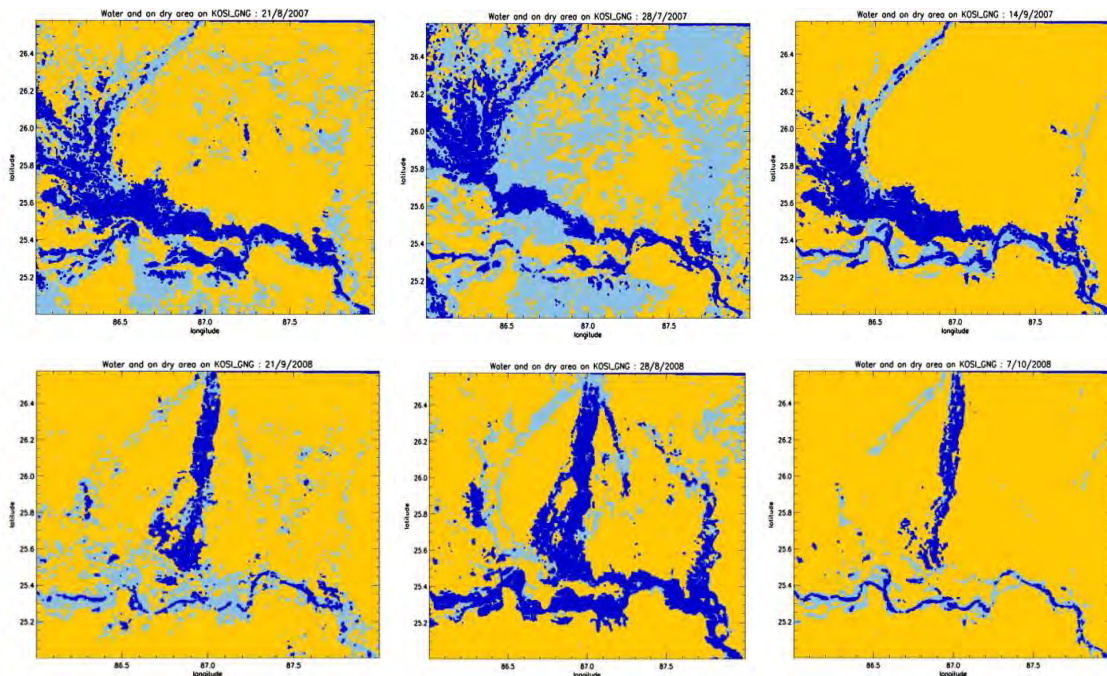 Water and on dry area on KOSI_GNG : 21/8/2007
26.4
26.2
26.0
25.8
25.6
25.4
25.2
latitude
86.5 87.0 87.5
longitude
Water and on dry area on KOSI_GNG : 28/7/2007
26.4
26.2
26.0
25.8
25.6
25.4
25.2
latitude
86.5 87.0 87.5
longitude
Water and on dry area on KOSI_GNG : 14/9/2007
26.4
26.2
26.0
25.8
25.6
25.4
25.2
latitude
86.5 87.0 87.5
longitude
Water and on dry area on KOSI_GNG : 21/9/2008
26.4
26.2
26.0
25.8
25.6
25.4
25.2
latitude
86.5 87.0 87.5
longitude
Water and on dry area on KOSI_GNG : 28/8/2008
26.4
26.2
26.0
25.8
25.6
25.4
25.2
latitude
86.5 87.0 87.5
longitude
Water and on dry area on KOSI_GNG : 7/10/2008
26.4
26.2
26.0
25.8
25.6
25.4
25.2
latitude
86.5 87.0 87.5
longitude